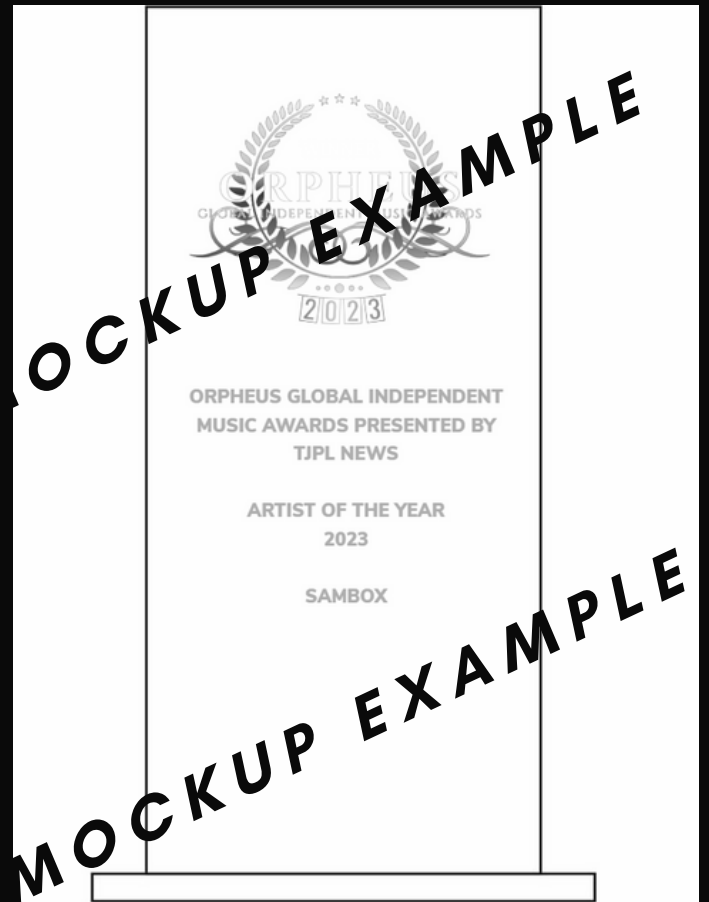 ORPHEUS
GLOBAL INDEPENDENT MUSIC AWARDS
2023
MOCKUP EXAMPLE
ORPHEUS GLOBAL INDEPENDENT
MUSIC AWARDS PRESENTED BY
TJPL NEWS
ARTIST OF THE YEAR
2023
SAMBOX
MOCKUP EXAMPLE